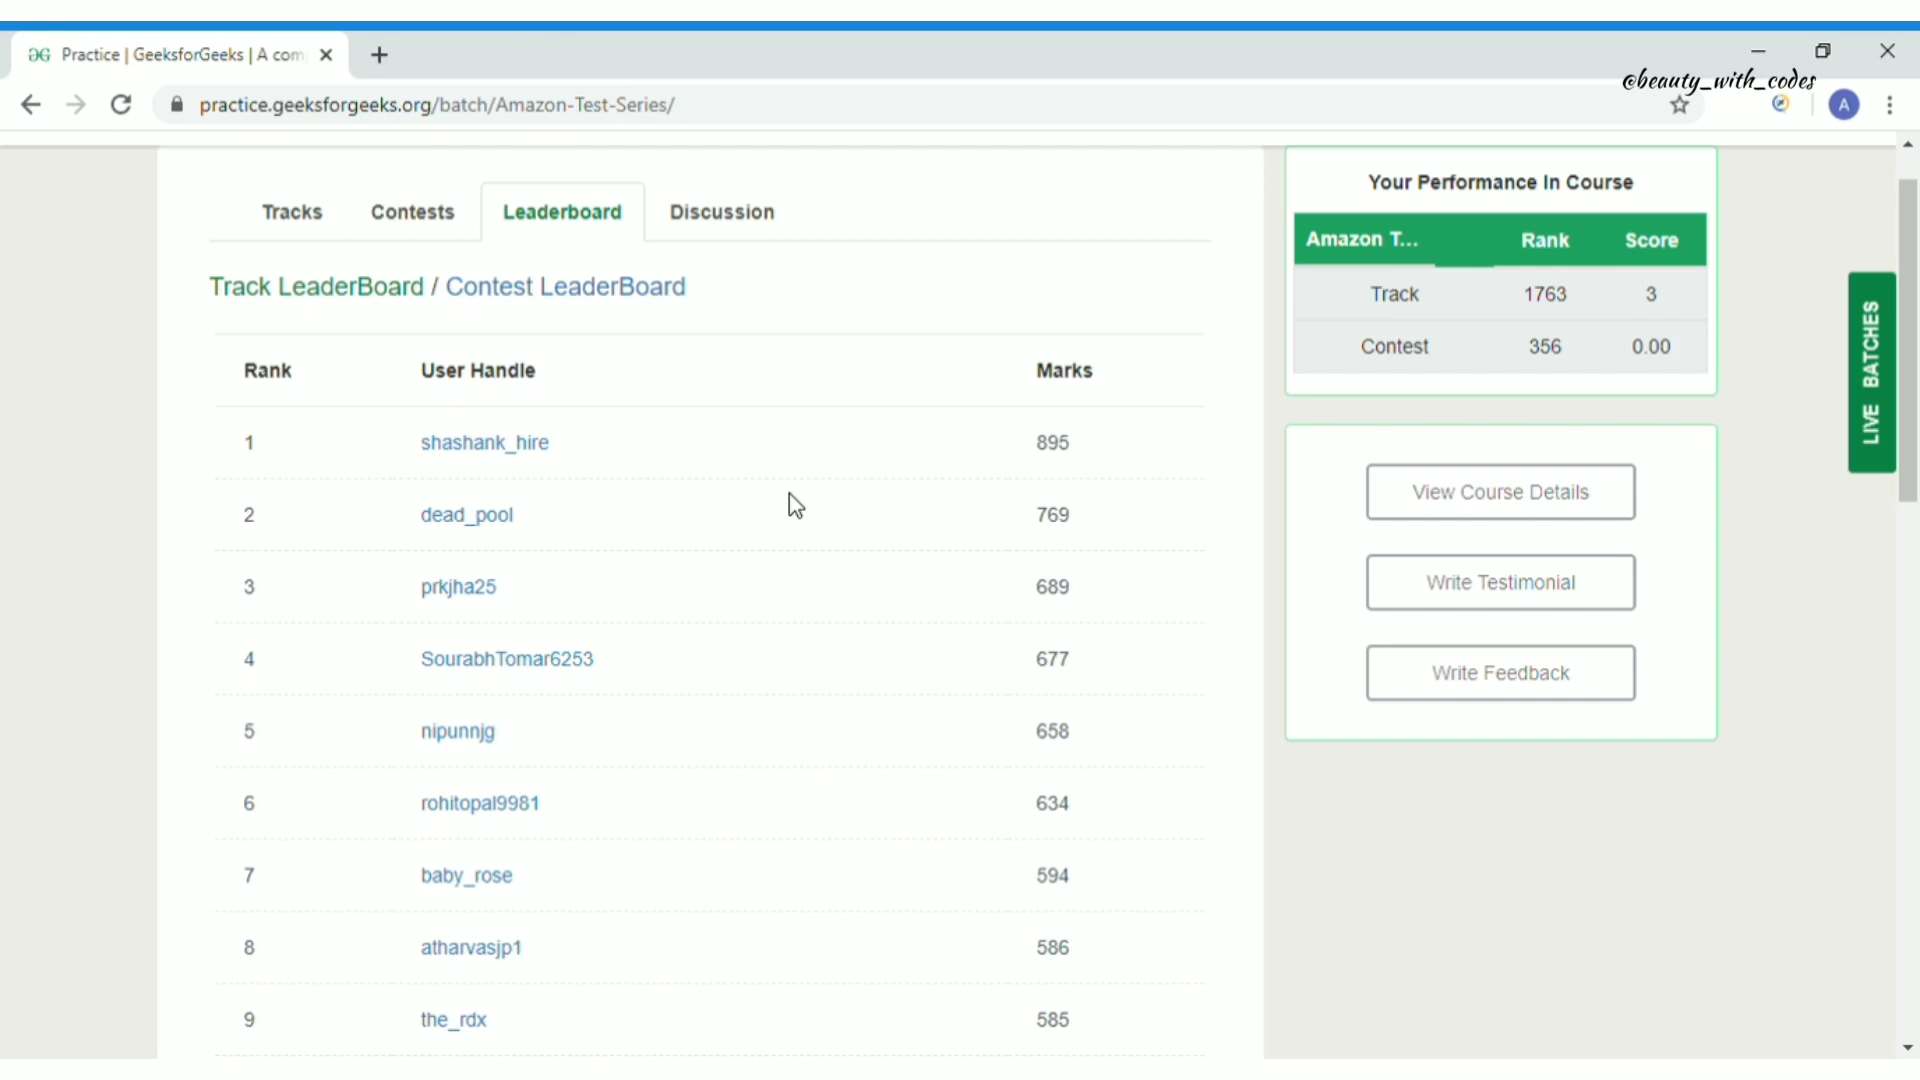 Practice | GeeksforGeeks | A com
@beauty_with_codes
practice.geeksforgeeks.org/batch/Amazon-Test-Series/
A
Tracks Contests Leaderboard Discussion
Track LeaderBoard / Contest LeaderBoard
Rank User Handle Marks
1 shashank_hire 895
2 dead_pool 769
3 prkjha25 689
4 SourabhTomar6253 677
5 nipunnjg 658
6 rohitopal9981 634
7 baby_rose 594
8 atharvasjp1 586
9 the_rdx 585
Your Performance In Course
Amazon T... Rank Score
Track 1763 3
Contest 356 0.00
View Course Details
Write Testimonial
Write Feedback
LIVE BATCHES